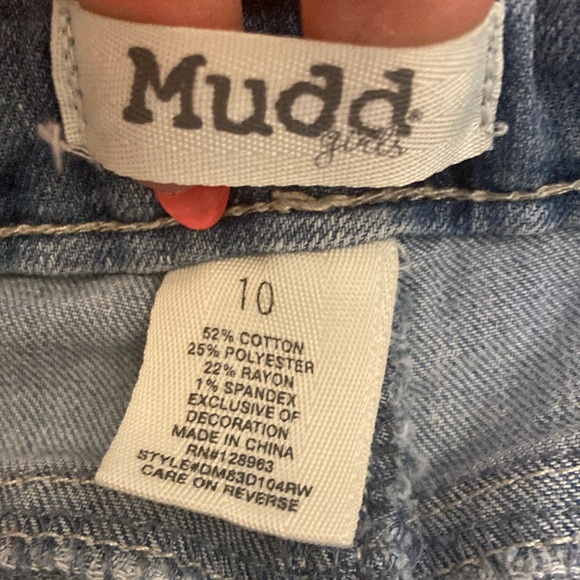 Mudd®
girls
10
52% COTTON
25% POLYESTER
22% RAYON
1% SPANDEX
EXCLUSIVE OF
DECORATION
MADE IN CHINA
RN#128963
STYLE#DM83D104RW
CARE ON REVERSE